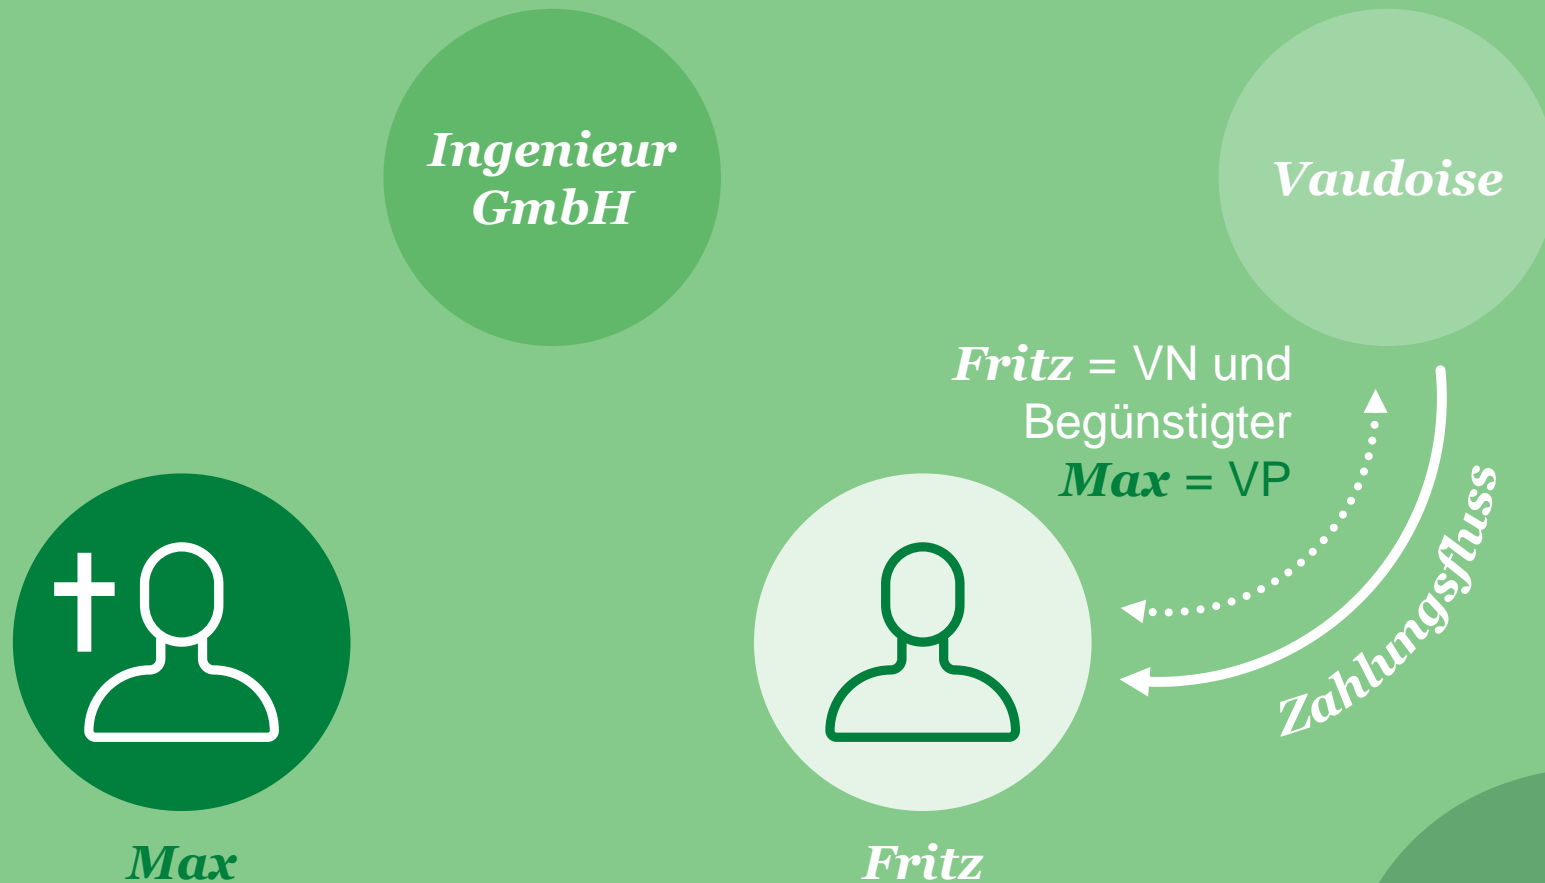 Ingenieur
GmbH
Vaudoise
Fritz = VN und
Begünstigter
Max = VP
Zahlungsfluss
Max
Fritz